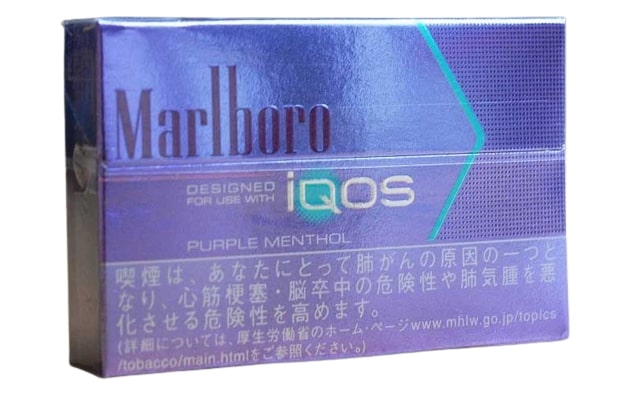 Marlboro
DESIGNED
FOR USE WITH
iQOS
PURPLE MENTHOL
喫煙は、あなたにとって肺がんの原因の一つと
なり、心筋梗塞・脳卒中の危険性や肺気腫を悪
化させる危険性を高めます。
(詳細については、厚生労働省のホーム・ページwww.mhlw.go.jp/topics
/tobacco/main.htmlをご参照ください。)